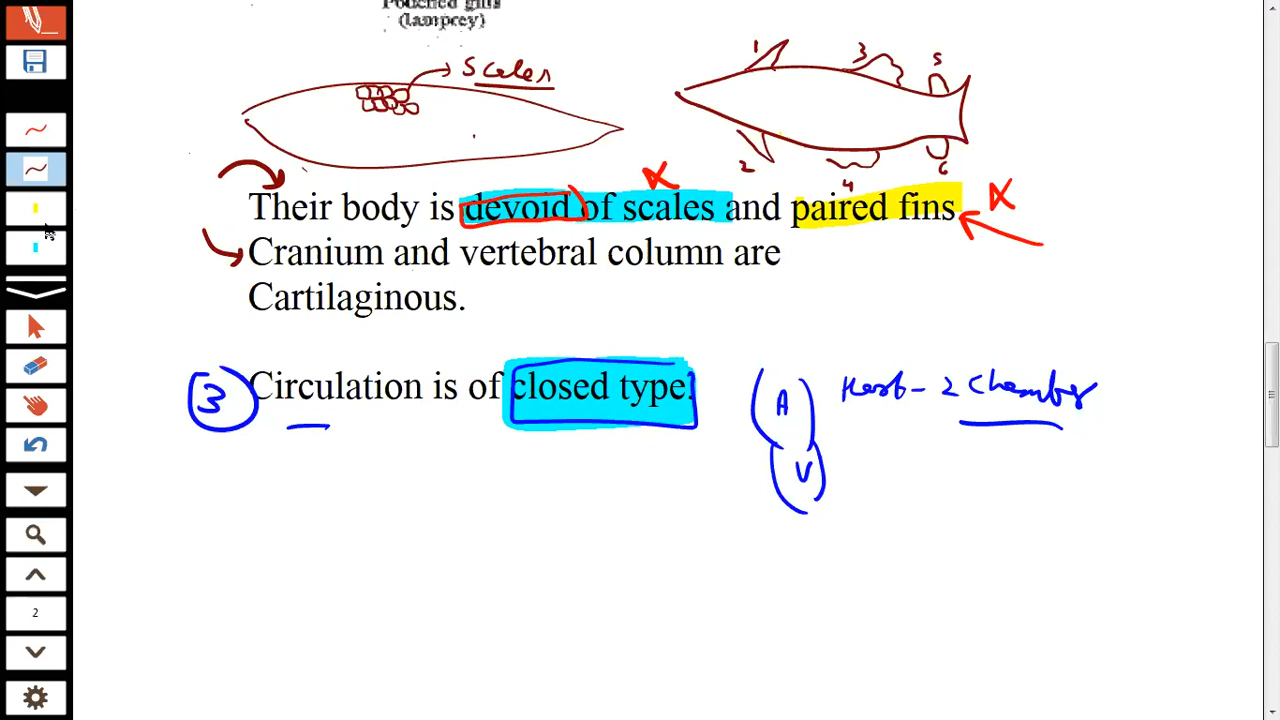 Pouched gills
(lamprey)
Scales
1 3 5
2 4 6
Their body is devoid of scales and paired fins
Cranium and vertebral column are
Cartilaginous.
3 Circulation is of closed type.
A Heart - 2 Chamber
V
2